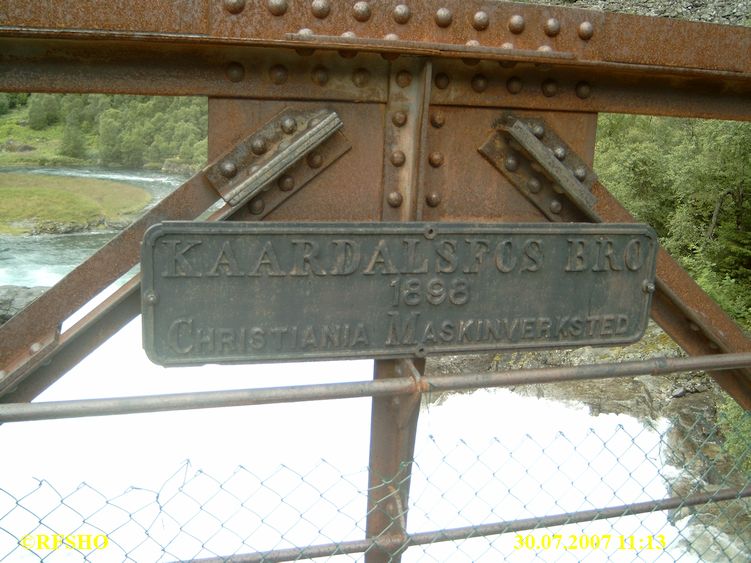 KAARDALSFOS BRO
1898
CHRISTIANIA MASKINVERKSTED
©RFSHO 30.07.2007 11:13